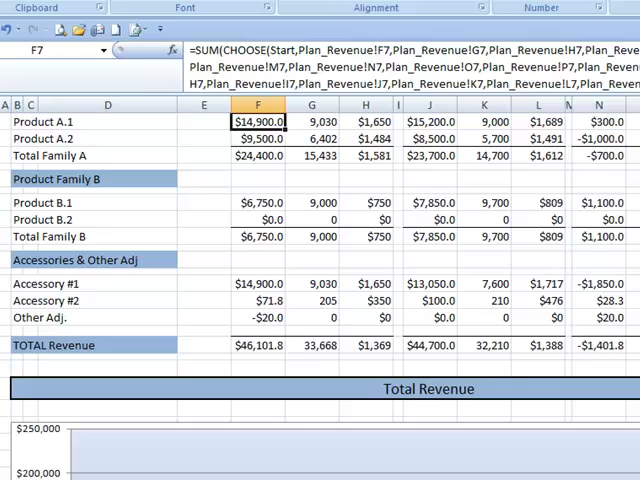 Clipboard Font Alignment Number
F7 =SUM(CHOOSE(Start,Plan_Revenue!F7,Plan_Revenue!G7,Plan_Revenue!H7,Plan_Reve
Plan_Revenue!M7,Plan_Revenue!N7,Plan_Revenue!O7,Plan_Revenue!P7,Plan_Revenue
H7,Plan_Revenue!I7,Plan_Revenue!J7,Plan_Revenue!K7,Plan_Revenue!L7,Plan_Reven
A B C D E F G H I J K L M N
Product A.1 $14,900.0 9,030 $1,650 $15,200.0 9,000 $1,689 $300.0
Product A.2 $9,500.0 6,402 $1,484 $8,500.0 5,700 $1,491 -$1,000.0
Total Family A $24,400.0 15,433 $1,581 $23,700.0 14,700 $1,612 -$700.0
Product Family B
Product B.1 $6,750.0 9,000 $750 $7,850.0 9,700 $809 $1,100.0
Product B.2 $0.0 0 $0 $0.0 0 $0 $0.0
Total Family B $6,750.0 9,000 $750 $7,850.0 9,700 $809 $1,100.0
Accessories & Other Adj
Accessory #1 $14,900.0 9,030 $1,650 $13,050.0 7,600 $1,717 -$1,850.0
Accessory #2 $71.8 205 $350 $100.0 210 $476 $28.3
Other Adj. -$20.0 0 $0 $0.0 0 $0 $20.0
TOTAL Revenue $46,101.8 33,668 $1,369 $44,700.0 32,210 $1,388 -$1,401.8
Total Revenue
$250,000
$200,000